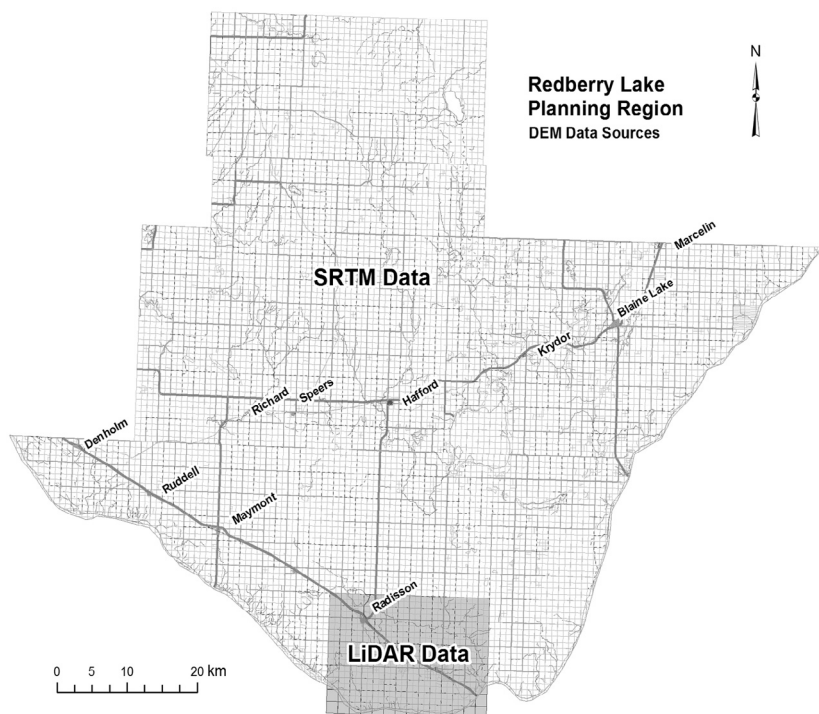 N
Redberry Lake
Planning Region
DEM Data Sources
Marcelin
SRTM Data
Blaine Lake
Krydor
Hafford
Speers
Richard
Denholm
Ruddell
Maymont
Radisson
LiDAR Data
0 5 10 20 km